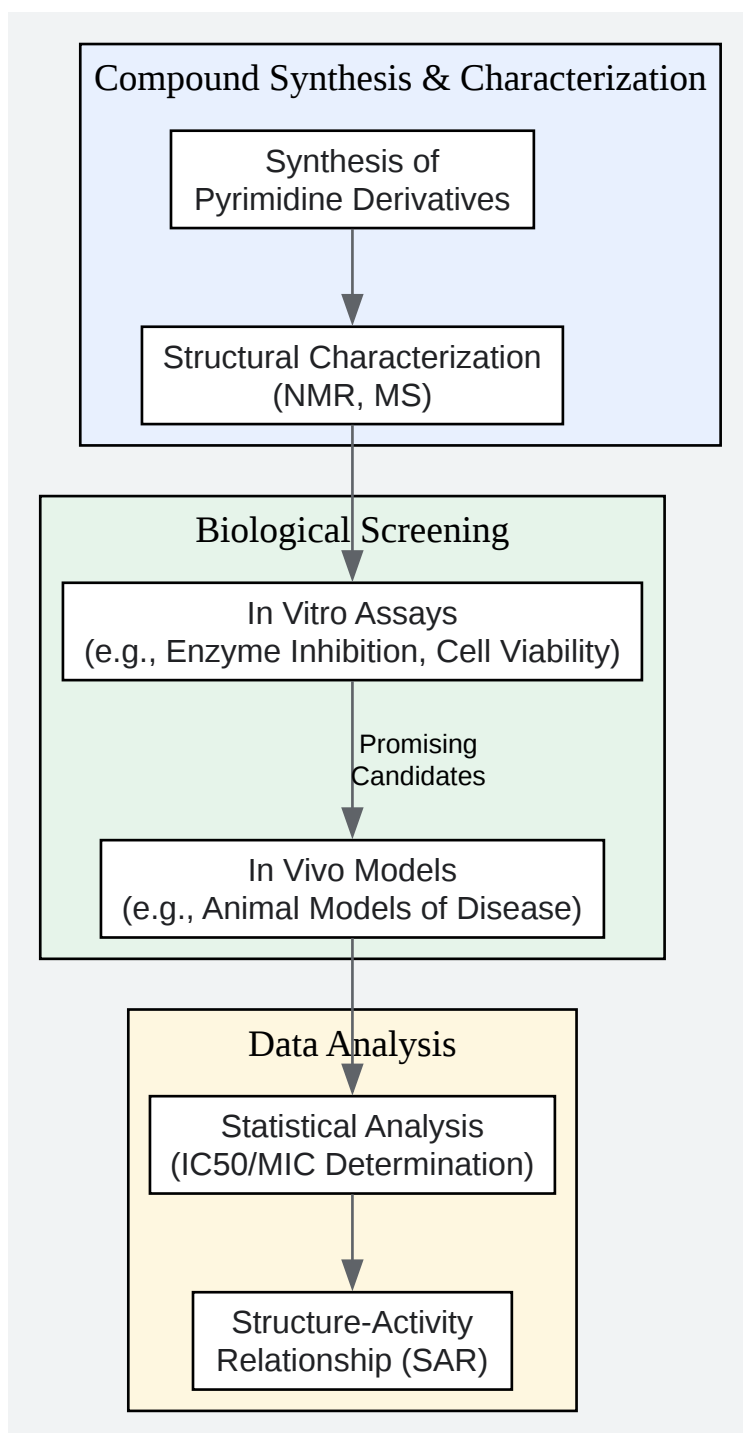 Compound Synthesis & Characterization
Synthesis of
Pyrimidine Derivatives
Structural Characterization
(NMR, MS)
Biological Screening
In Vitro Assays
(e.g., Enzyme Inhibition, Cell Viability)
Promising
Candidates
In Vivo Models
(e.g., Animal Models of Disease)
Data Analysis
Statistical Analysis
(IC50/MIC Determination)
Structure-Activity
Relationship (SAR)